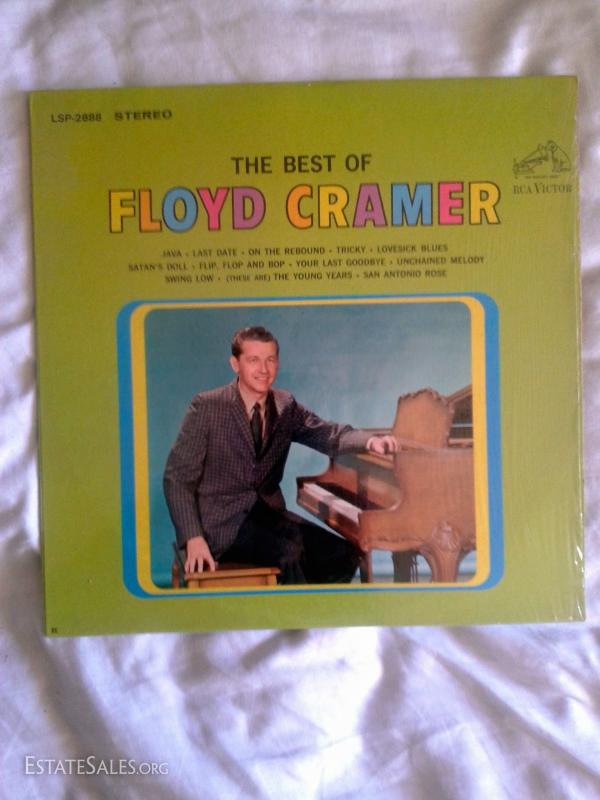 LSP-2888 STEREO
THE BEST OF
FLOYD CRAMER
RCA VICTOR
JAVA • LAST DATE • ON THE REBOUND • TRICKY • LOVESICK BLUES
SATAN'S DOLL • FLIP, FLOP AND BOP • YOUR LAST GOODBYE • UNCHAINED MELODY
SWING LOW • (THESE ARE) THE YOUNG YEARS • SAN ANTONIO ROSE
ESTATESALES.ORG